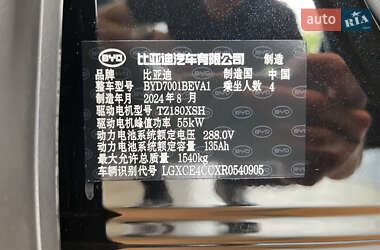 auto RIA
BYD 比亚迪汽车有限公司 制造
品牌 比亚迪 制造国 中国
整车型号 BYD7001BEVA1 乘坐人数 4
制造年月 2024年8月
驱动电机型号 TZ180XSH
驱动电机峰值功率 55kW
动力电池系统额定电压 288.0V
动力电池系统额定容量 135Ah
最大允许总质量 1540kg
车辆识别代号 LGXCE4CCXR0540905